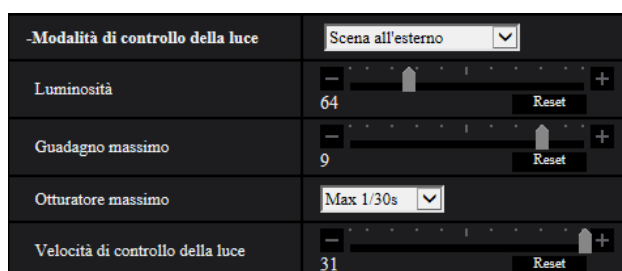 -Modalità di controllo della luce Scena all'esterno
Luminosità
64 Reset
Guadagno massimo
9 Reset
Otturatore massimo Max 1/30s
Velocità di controllo della luce
31 Reset